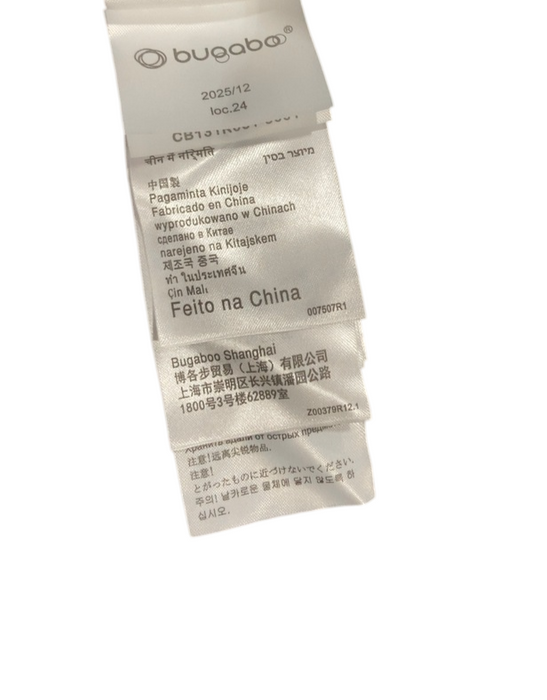 bugaboo®
2025/12
loc.24
चीन में नर्मिति
מיוצר בסין
中国製
Pagaminta Kinijoje
Fabricado en China
wyprodukowano w Chinach
сделано в Китае
narejeno na Kitajskem
제조국 중국
ทำ ในประเทศจีน
Çin Malı
Feito na China
007507R1
Bugaboo Shanghai
博各步贸易（上海）有限公司
上海市崇明区长兴镇潘园公路
1800号3号楼62889室
Z00379R12.1
Храните вдали от острых
注意!远离尖锐物品.
注意!
とがったものに近づけないでください.
주의! 날카로운 물체에 닿지 않도록 하
십시오.